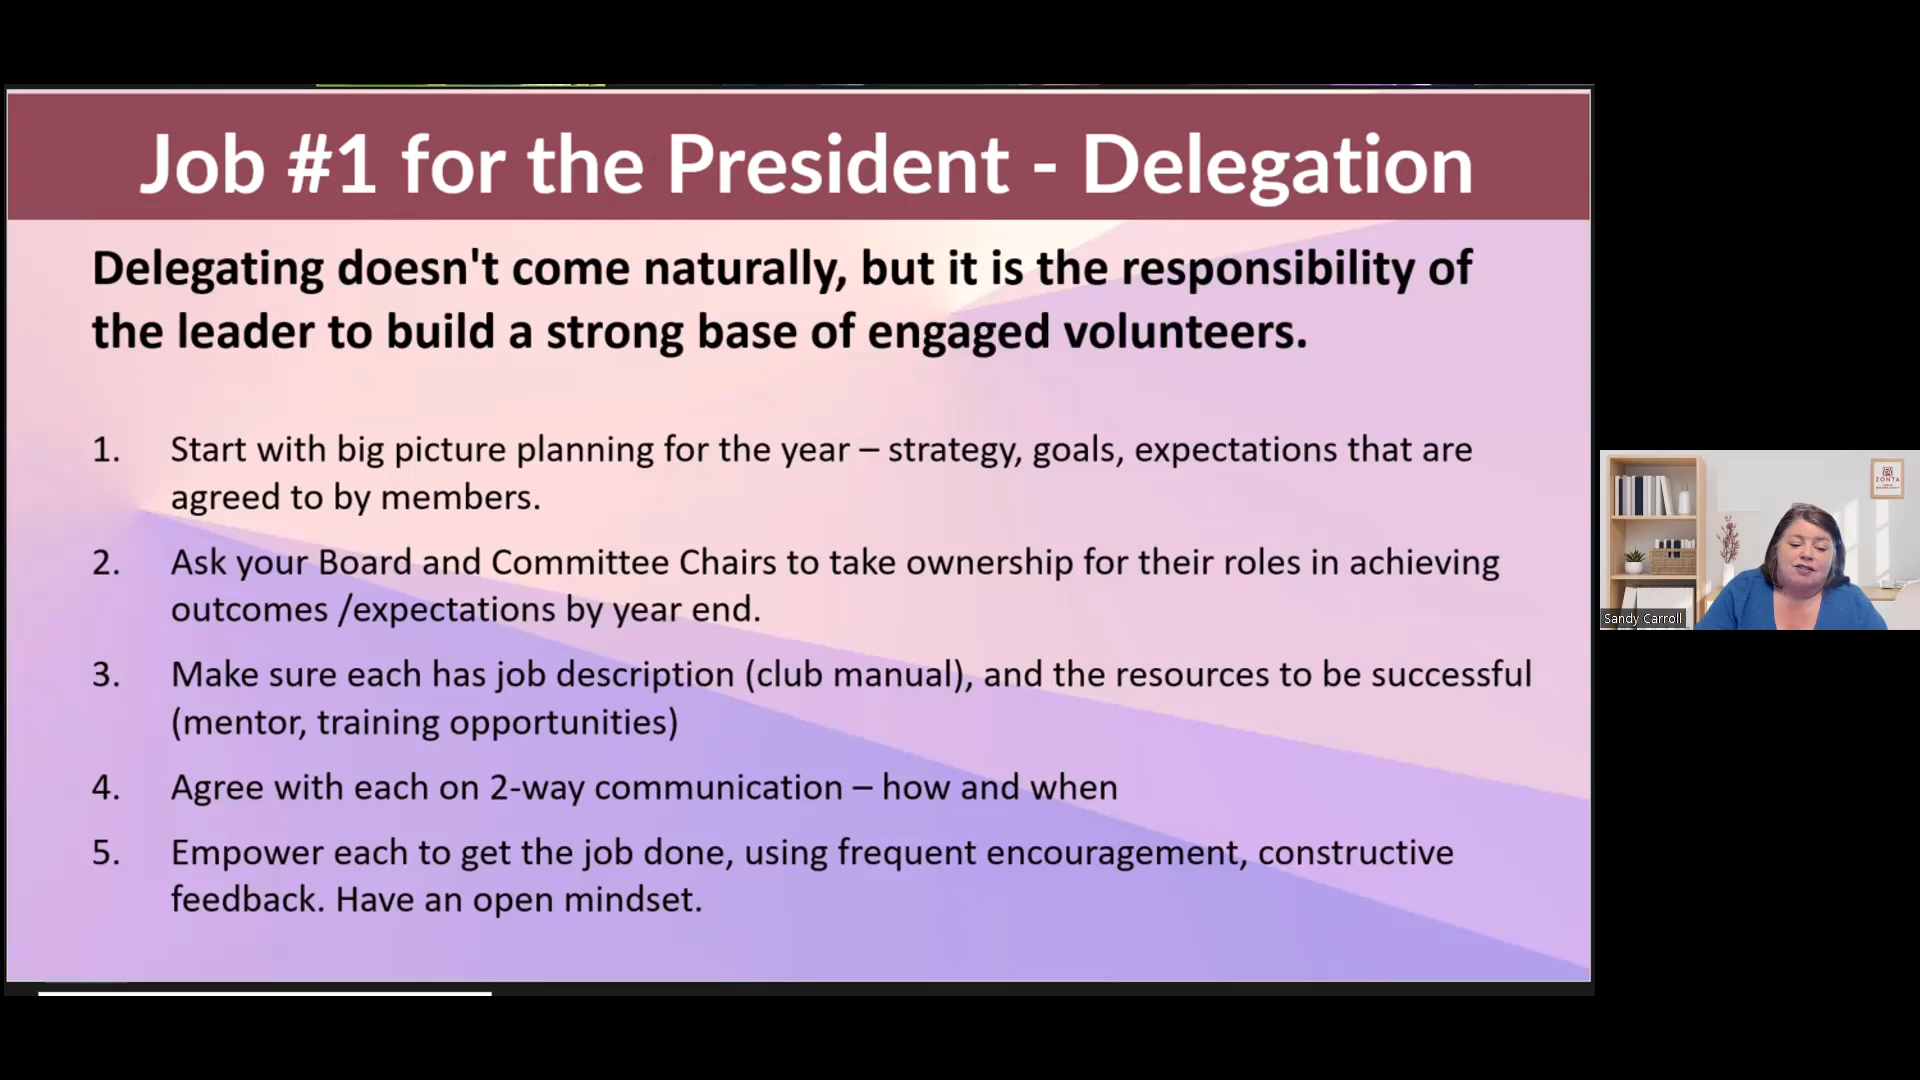 Job #1 for the President - Delegation
Delegating doesn't come naturally, but it is the responsibility of
the leader to build a strong base of engaged volunteers.
1. Start with big picture planning for the year – strategy, goals, expectations that are
agreed to by members.
2. Ask your Board and Committee Chairs to take ownership for their roles in achieving
outcomes /expectations by year end.
3. Make sure each has job description (club manual), and the resources to be successful
(mentor, training opportunities)
4. Agree with each on 2-way communication – how and when
5. Empower each to get the job done, using frequent encouragement, constructive
feedback. Have an open mindset.
ZONTA
Sandy Carroll